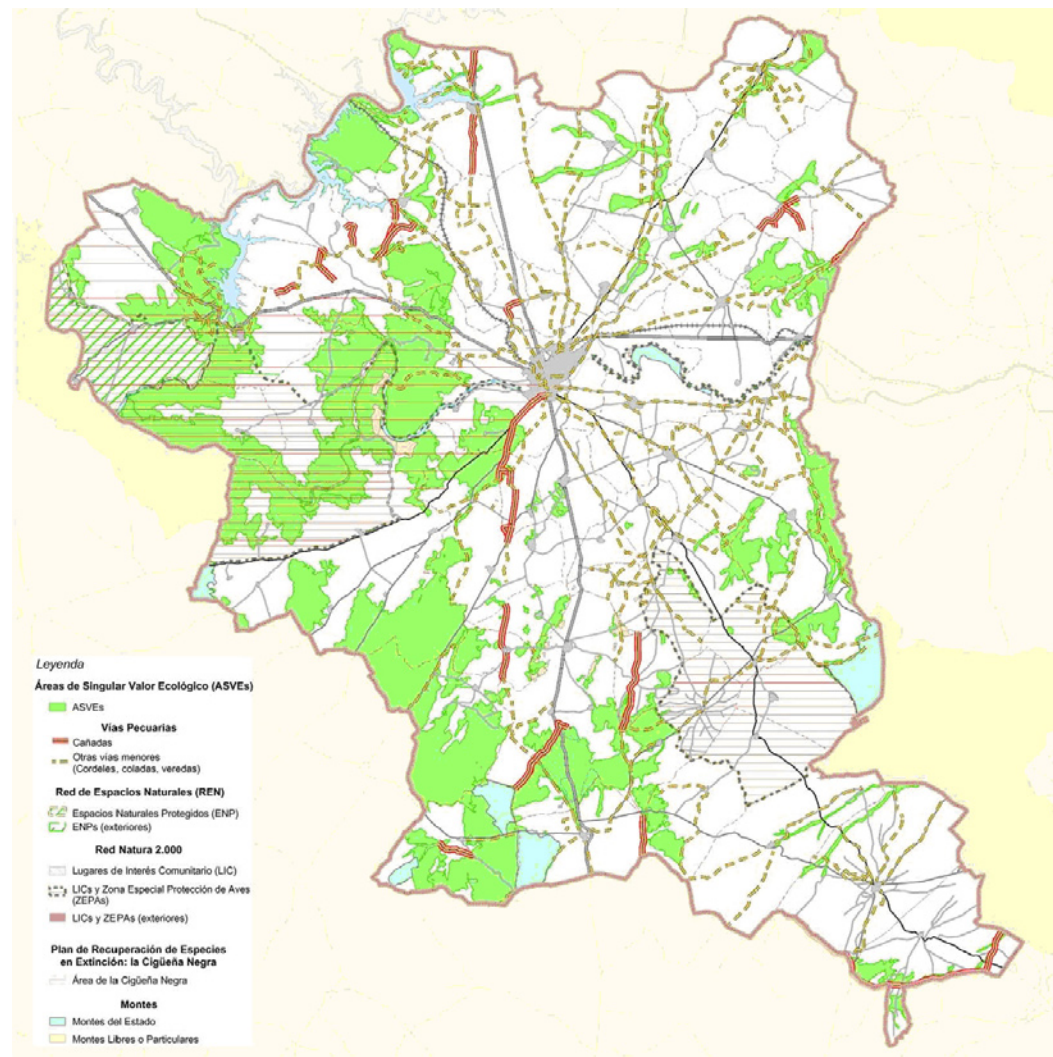 Leyenda
Áreas de Singular Valor Ecológico (ASVEs)
ASVEs
Vías Pecuarias
Cañadas
Otras vías menores
(Cordeles, coladas, veredas)
Red de Espacios Naturales (REN)
Espacios Naturales Protegidos (ENP)
ENPs (exteriores)
Red Natura 2.000
Lugares de Interés Comunitario (LIC)
LICs y Zona Especial Protección de Aves
(ZEPAs)
LICs y ZEPAs (exteriores)
Plan de Recuperación de Especies
en Extinción: la Cigüeña Negra
Área de la Cigüeña Negra
Montes
Montes del Estado
Montes Libres o Particulares